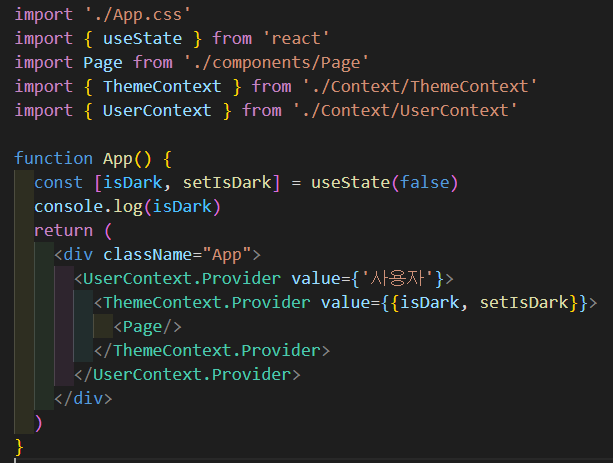 import './App.css'
import { useState } from 'react'
import Page from './components/Page'
import { ThemeContext } from './Context/ThemeContext'
import { UserContext } from './Context/UserContext'

function App() {
  const [isDark, setIsDark] = useState(false)
  console.log(isDark)
  return (
    <div className="App">
      <UserContext.Provider value={'사용자'}>
        <ThemeContext.Provider value={{isDark, setIsDark}}>
          <Page/>
        </ThemeContext.Provider>
      </UserContext.Provider>
    </div>
  )
}